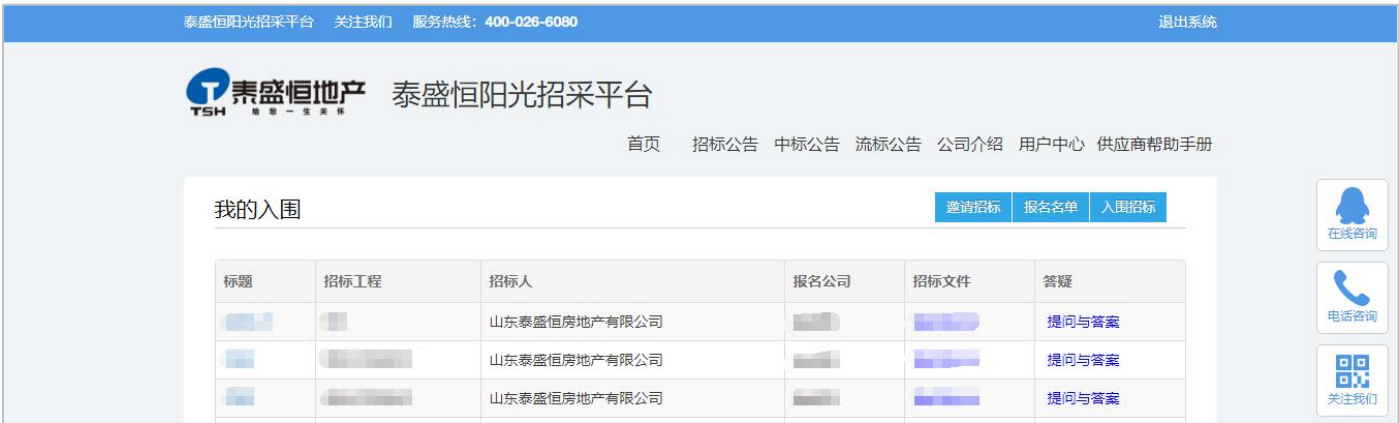 泰盛恒阳光招采平台 关注我们 服务热线：400-026-6080 退出系统
泰盛恒地产 泰盛恒阳光招采平台
TSH 给您一生关怀
首页 招标公告 中标公告 流标公告 公司介绍 用户中心 供应商帮助手册
我的入围 邀请招标 报名名单 入围招标
在线咨询
标题 招标工程 招标人 报名公司 招标文件 答疑
山东泰盛恒房地产有限公司 提问与答案
电话咨询
山东泰盛恒房地产有限公司 提问与答案
山东泰盛恒房地产有限公司 提问与答案
关注我们